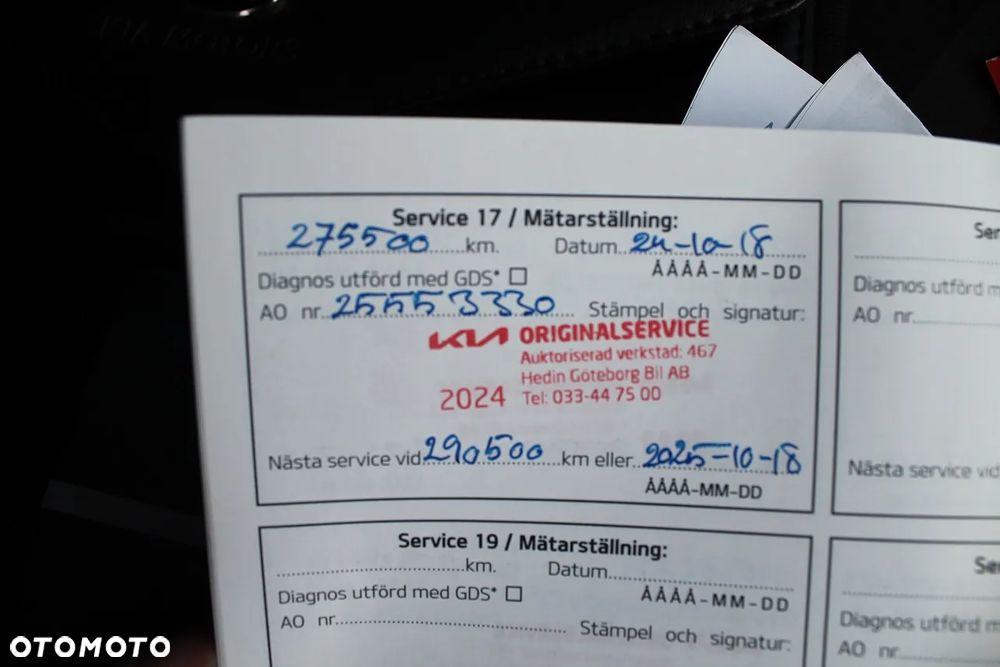 Service 17 / Mätarställning:
275500 km. Datum 24-10-18
Diagnos utförd med GDS* ÅÅÅÅ-MM-DD
AO nr. 25553330 Stämpel och signatur:
KIA ORIGINALSERVICE
Auktoriserad verkstad: 467
Hedin Göteborg Bil AB
2024 Tel: 033-44 75 00
Nästa service vid 290500 km eller 2025-10-18
ÅÅÅÅ-MM-DD
Service 19 / Mätarställning:
km. Datum
Diagnos utförd med GDS* ÅÅÅÅ-MM-DD
AO nr. Stämpel och signatur:
Ser
Diagnos utförd m
AO nr.
Nästa service vid
Se
Diagnos utförd m
AO nr.
OTOMOTO